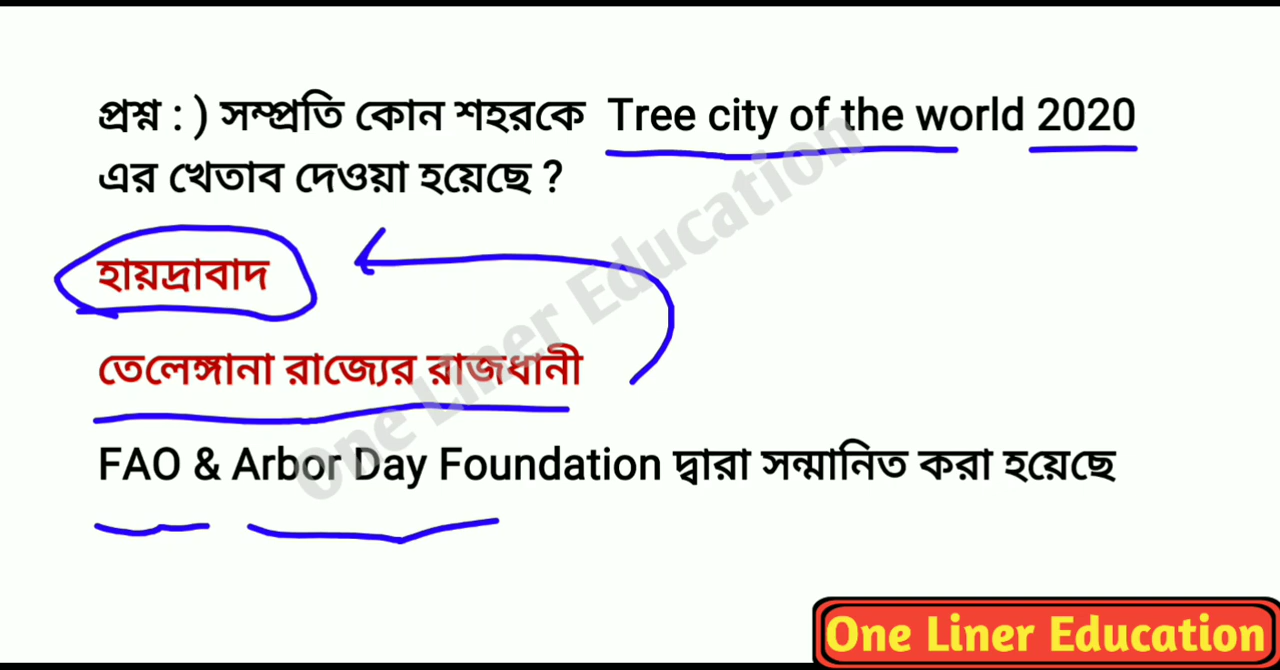 প্রশ্ন : ) সম্প্রতি কোন শহরকে Tree city of the world 2020
এর খেতাব দেওয়া হয়েছে ?
হায়দ্রাবাদ
তেলেঙ্গানা রাজ্যের রাজধানী
FAO & Arbor Day Foundation দ্বারা সন্মানিত করা হয়েছে
One Liner Education
One Liner Education